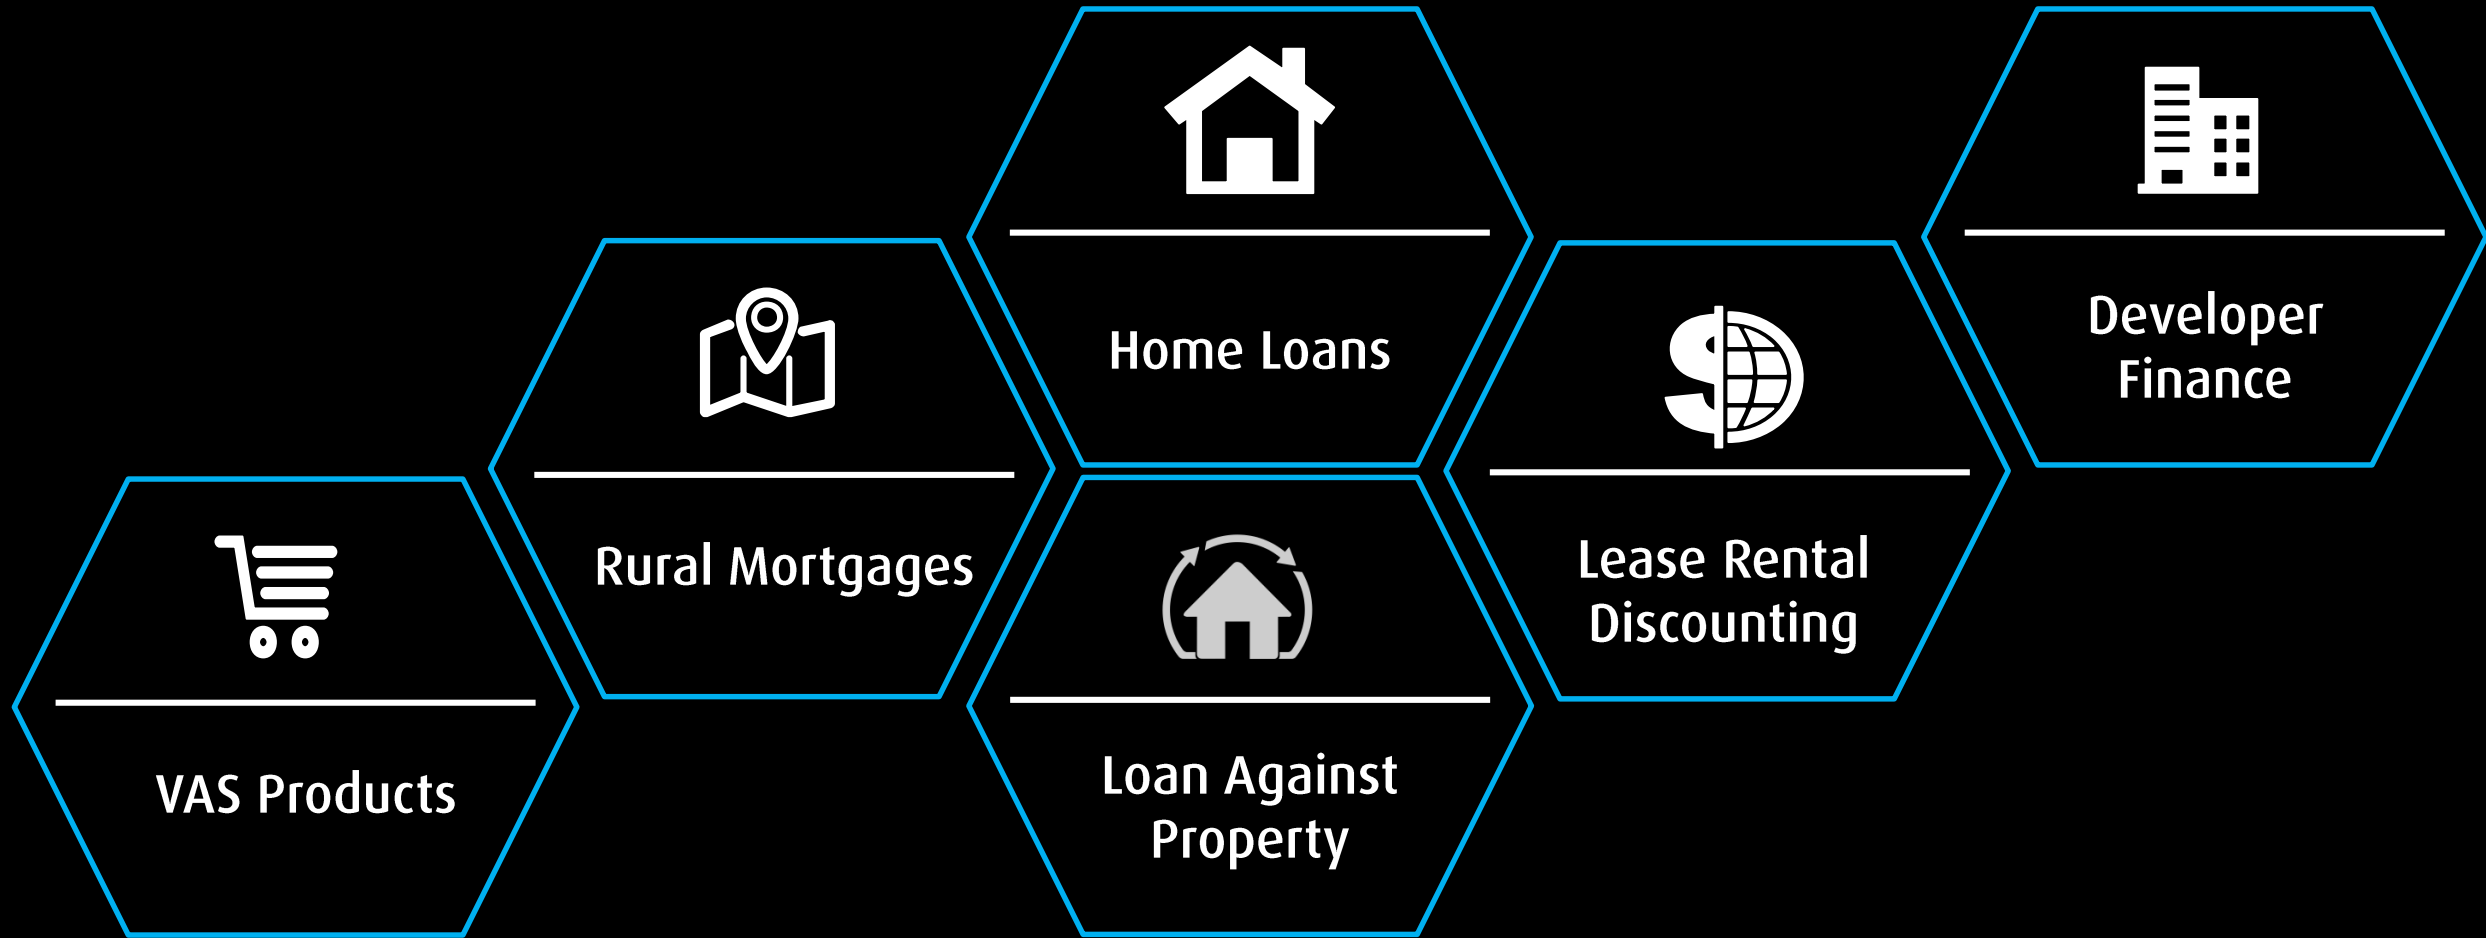 Home Loans
Developer
Finance
Rural Mortgages
Lease Rental
Discounting
VAS Products
Loan Against
Property